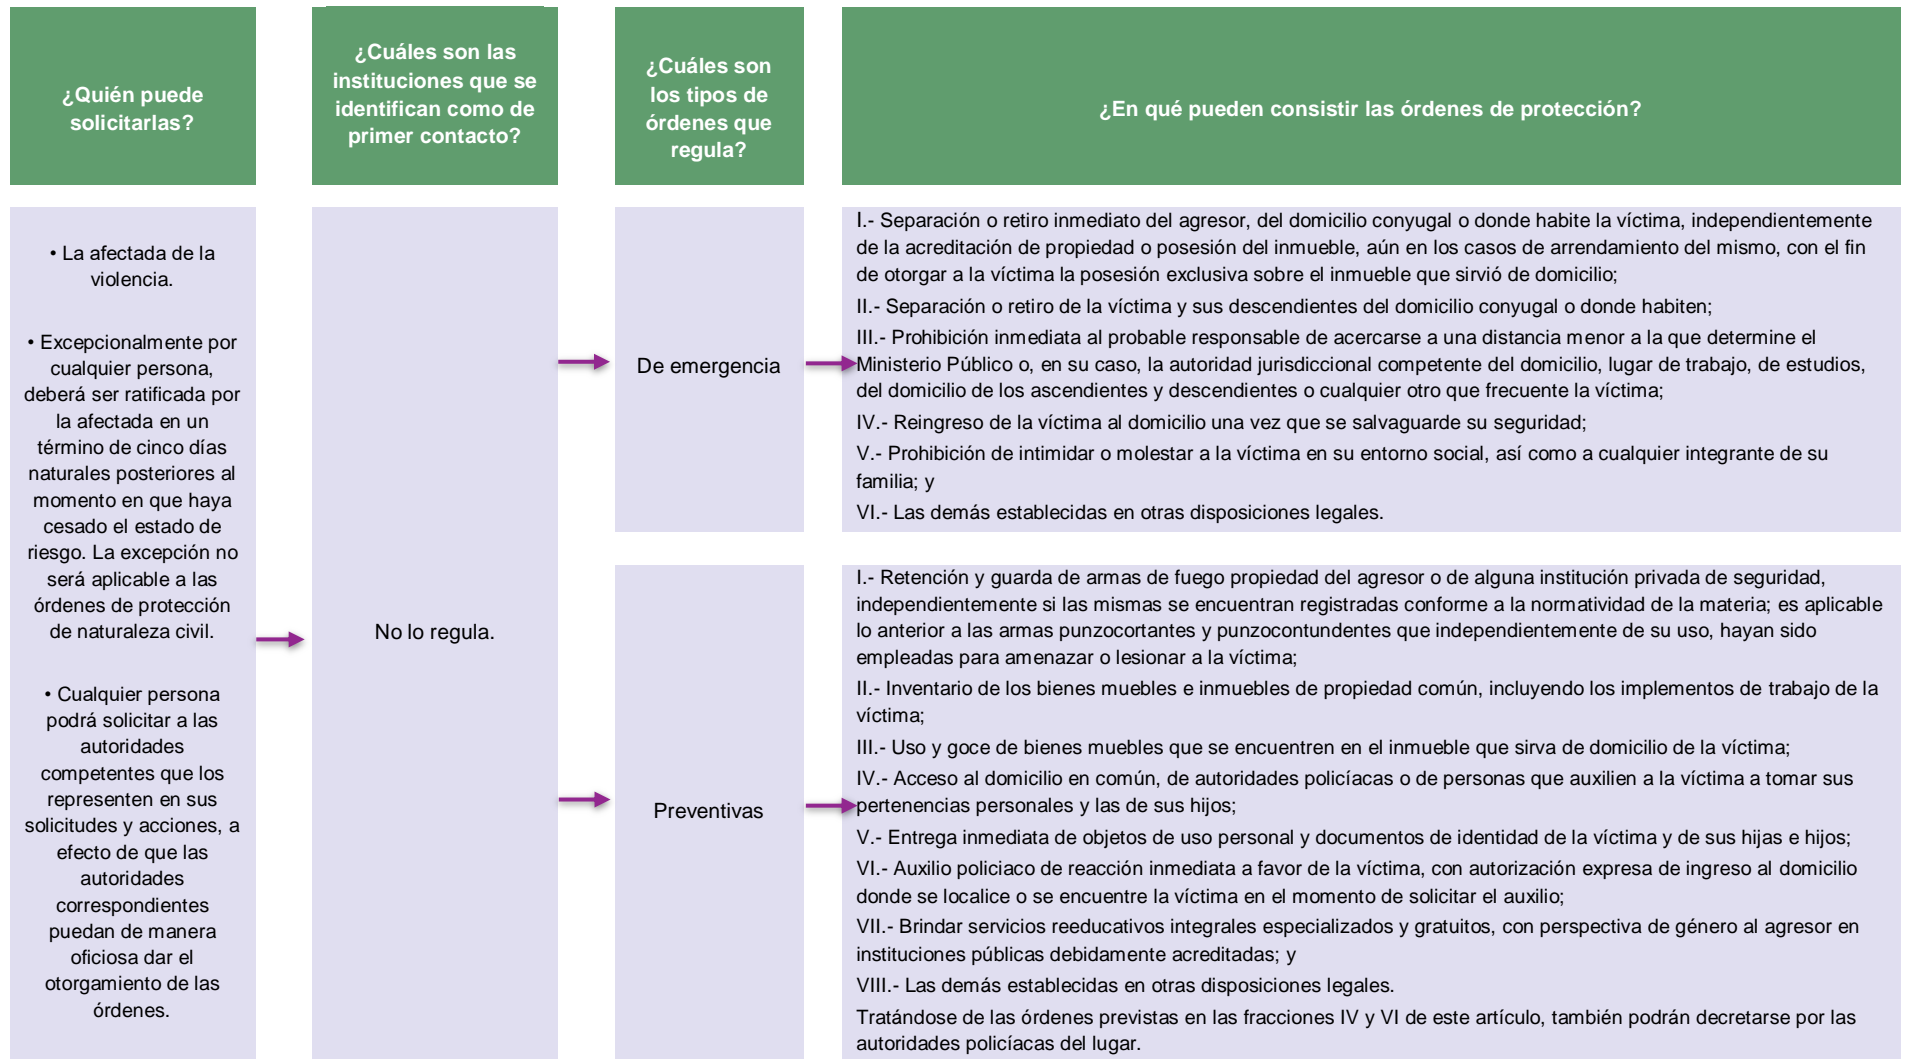 ¿Quién puede
solicitarlas?
¿Cuáles son las
instituciones que se
identifican como de
primer contacto?
¿Cuáles son
los tipos de
órdenes que
regula?
¿En qué pueden consistir las órdenes de protección?
• La afectada de la
violencia.
• Excepcionalmente por
cualquier persona,
deberá ser ratificada por
la afectada en un
término de cinco días
naturales posteriores al
momento en que haya
cesado el estado de
riesgo. La excepción no
será aplicable a las
órdenes de protección
de naturaleza civil.
• Cualquier persona
podrá solicitar a las
autoridades
competentes que los
representen en sus
solicitudes y acciones, a
efecto de que las
autoridades
correspondientes
puedan de manera
oficiosa dar el
otorgamiento de las
órdenes.
No lo regula.
De emergencia
I.- Separación o retiro inmediato del agresor, del domicilio conyugal o donde habite la víctima, independientemente
de la acreditación de propiedad o posesión del inmueble, aún en los casos de arrendamiento del mismo, con el fin
de otorgar a la víctima la posesión exclusiva sobre el inmueble que sirvió de domicilio;
II.- Separación o retiro de la víctima y sus descendientes del domicilio conyugal o donde habiten;
III.- Prohibición inmediata al probable responsable de acercarse a una distancia menor a la que determine el
Ministerio Público o, en su caso, la autoridad jurisdiccional competente del domicilio, lugar de trabajo, de estudios,
del domicilio de los ascendientes y descendientes o cualquier otro que frecuente la víctima;
IV.- Reingreso de la víctima al domicilio una vez que se salvaguarde su seguridad;
V.- Prohibición de intimidar o molestar a la víctima en su entorno social, así como a cualquier integrante de su
familia; y
VI.- Las demás establecidas en otras disposiciones legales.
Preventivas
I.- Retención y guarda de armas de fuego propiedad del agresor o de alguna institución privada de seguridad,
independientemente si las mismas se encuentran registradas conforme a la normatividad de la materia; es aplicable
lo anterior a las armas punzocortantes y punzocontundentes que independientemente de su uso, hayan sido
empleadas para amenazar o lesionar a la víctima;
II.- Inventario de los bienes muebles e inmuebles de propiedad común, incluyendo los implementos de trabajo de la
víctima;
III.- Uso y goce de bienes muebles que se encuentren en el inmueble que sirva de domicilio de la víctima;
IV.- Acceso al domicilio en común, de autoridades policíacas o de personas que auxilien a la víctima a tomar sus
pertenencias personales y las de sus hijos;
V.- Entrega inmediata de objetos de uso personal y documentos de identidad de la víctima y de sus hijas e hijos;
VI.- Auxilio policiaco de reacción inmediata a favor de la víctima, con autorización expresa de ingreso al domicilio
donde se localice o se encuentre la víctima en el momento de solicitar el auxilio;
VII.- Brindar servicios reeducativos integrales especializados y gratuitos, con perspectiva de género al agresor en
instituciones públicas debidamente acreditadas; y
VIII.- Las demás establecidas en otras disposiciones legales.
Tratándose de las órdenes previstas en las fracciones IV y VI de este artículo, también podrán decretarse por las
autoridades policíacas del lugar.